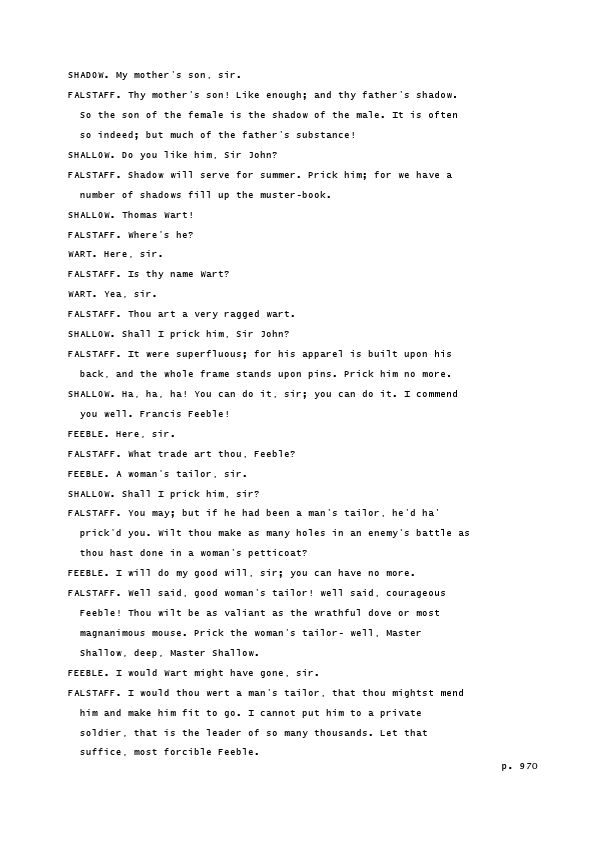 SHADOW. My mother's son, sir.
FALSTAFF. Thy mother's son! Like enough; and thy father's shadow.
So the son of the female is the shadow of the male. It is often
so indeed; but much of the father's substance!
SHALLOW. Do you like him, Sir John?
FALSTAFF. Shadow will serve for summer. Prick him; for we have a
number of shadows fill up the muster-book.
SHALLOW. Thomas Wart!
FALSTAFF. Where's he?
WART. Here, sir.
FALSTAFF. Is thy name Wart?
WART. Yea, sir.
FALSTAFF. Thou art a very ragged wart.
SHALLOW. Shall I prick him, Sir John?
FALSTAFF. It were superfluous; for his apparel is built upon his
back, and the whole frame stands upon pins. Prick him no more.
SHALLOW. Ha, ha, ha! You can do it, sir; you can do it. I commend
you well. Francis Feeble!
FEEBLE. Here, sir.
FALSTAFF. What trade art thou, Feeble?
FEEBLE. A woman's tailor, sir.
SHALLOW. Shall I prick him, sir?
FALSTAFF. You may; but if he had been a man's tailor, he'd ha'
prick'd you. Wilt thou make as many holes in an enemy's battle as
thou hast done in a woman's petticoat?
FEEBLE. I will do my good will, sir; you can have no more.
FALSTAFF. Well said, good woman's tailor! well said, courageous
Feeble! Thou wilt be as valiant as the wrathful dove or most
magnanimous mouse. Prick the woman's tailor- well, Master
Shallow, deep, Master Shallow.
FEEBLE. I would Wart might have gone, sir.
FALSTAFF. I would thou wert a man's tailor, that thou mightst mend
him and make him fit to go. I cannot put him to a private
soldier, that is the leader of so many thousands. Let that
suffice, most forcible Feeble.
p. 970